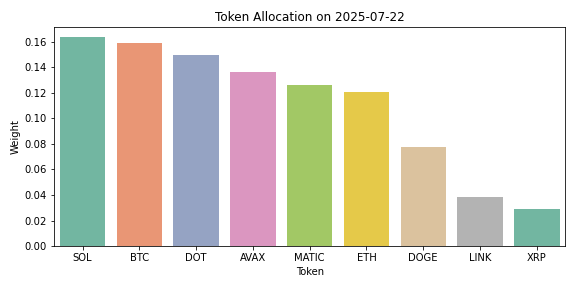 Token Allocation on 2025-07-22
Weight
0.16
0.14
0.12
0.10
0.08
0.06
0.04
0.02
0.00
SOL BTC DOT AVAX MATIC ETH DOGE LINK XRP
Token